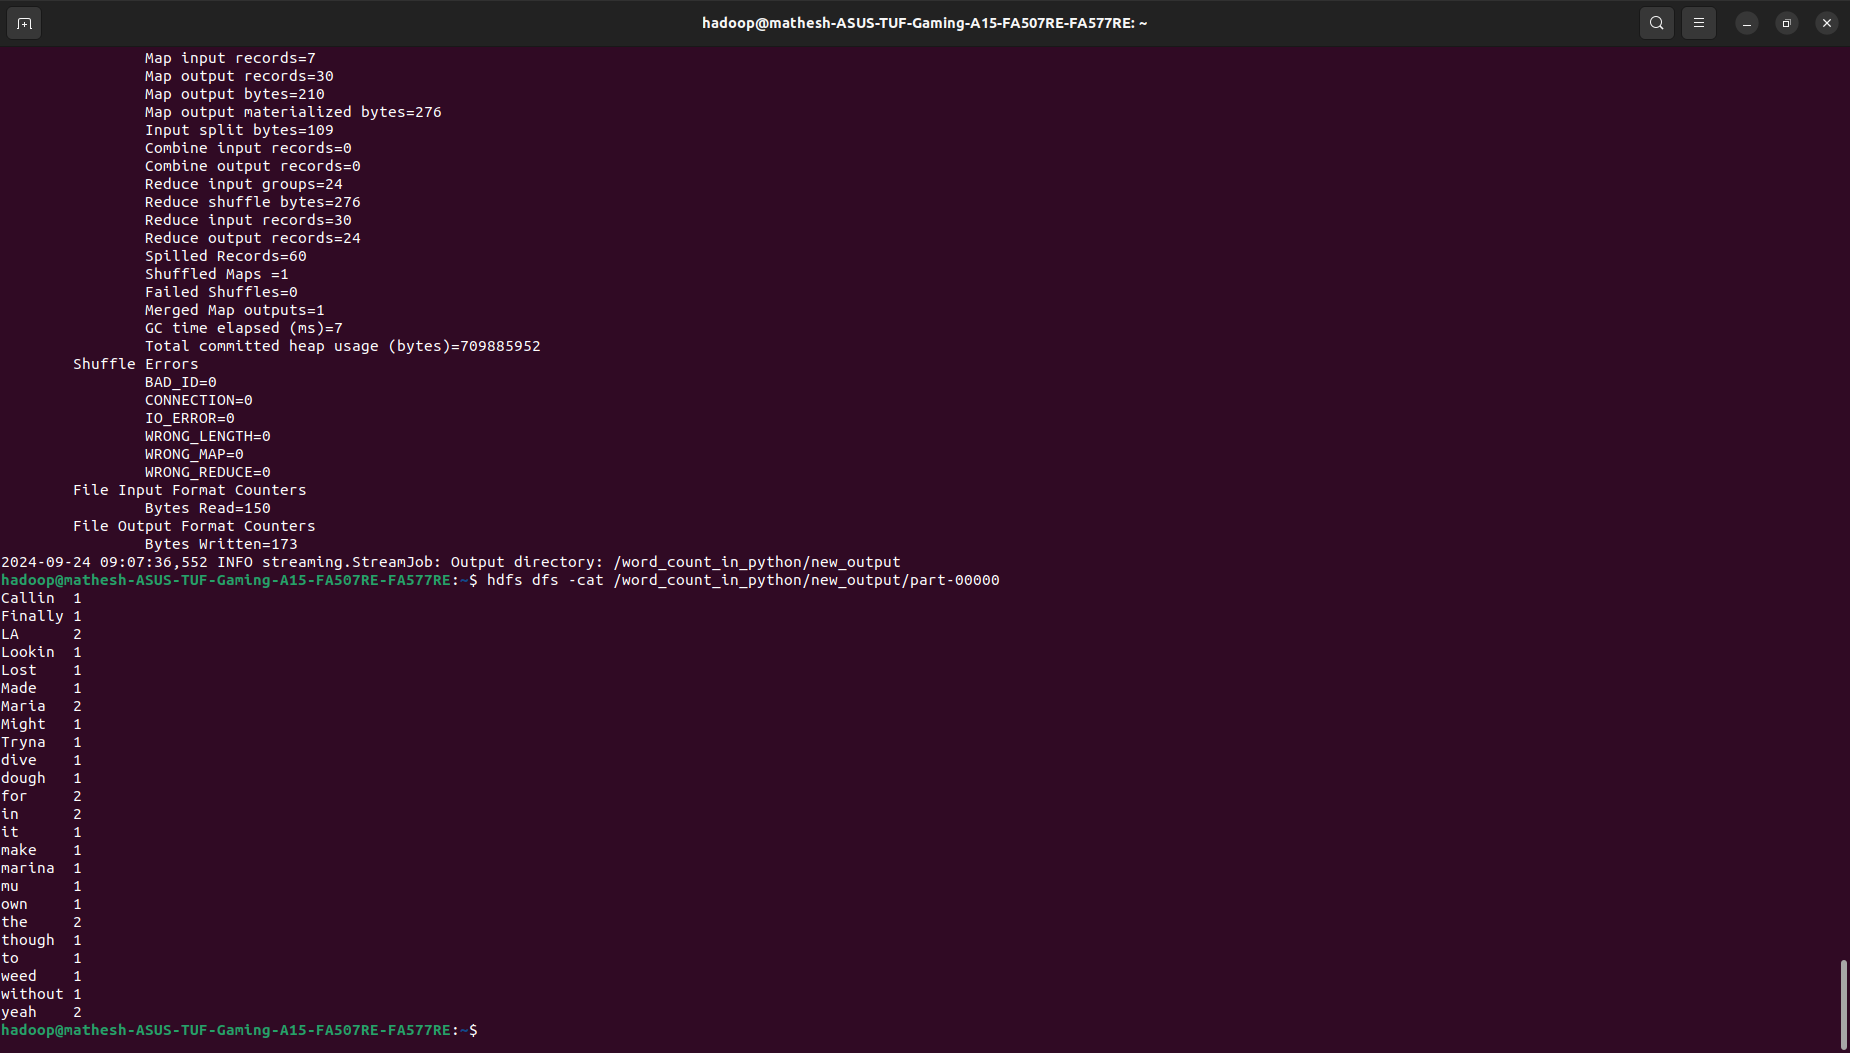 hadoop@mathesh-ASUS-TUF-Gaming-A15-FA507RE-FA577RE: ~
Map input records=7
Map output records=30
Map output bytes=210
Map output materialized bytes=276
Input split bytes=109
Combine input records=0
Combine output records=0
Reduce input groups=24
Reduce shuffle bytes=276
Reduce input records=30
Reduce output records=24
Spilled Records=60
Shuffled Maps =1
Failed Shuffles=0
Merged Map outputs=1
GC time elapsed (ms)=7
Total committed heap usage (bytes)=709885952
Shuffle Errors
BAD_ID=0
CONNECTION=0
IO_ERROR=0
WRONG_LENGTH=0
WRONG_MAP=0
WRONG_REDUCE=0
File Input Format Counters
Bytes Read=150
File Output Format Counters
Bytes Written=173
2024-09-24 09:07:36,552 INFO streaming.StreamJob: Output directory: /word_count_in_python/new_output
hadoop@mathesh-ASUS-TUF-Gaming-A15-FA507RE-FA577RE:~$ hdfs dfs -cat /word_count_in_python/new_output/part-00000
Callin 1
Finally 1
LA 2
Lookin 1
Lost 1
Made 1
Maria 2
Might 1
Tryna 1
dive 1
dough 1
for 2
in 2
it 1
make 1
marina 1
mu 1
own 1
the 2
though 1
to 1
weed 1
without 1
yeah 2
hadoop@mathesh-ASUS-TUF-Gaming-A15-FA507RE-FA577RE:~$